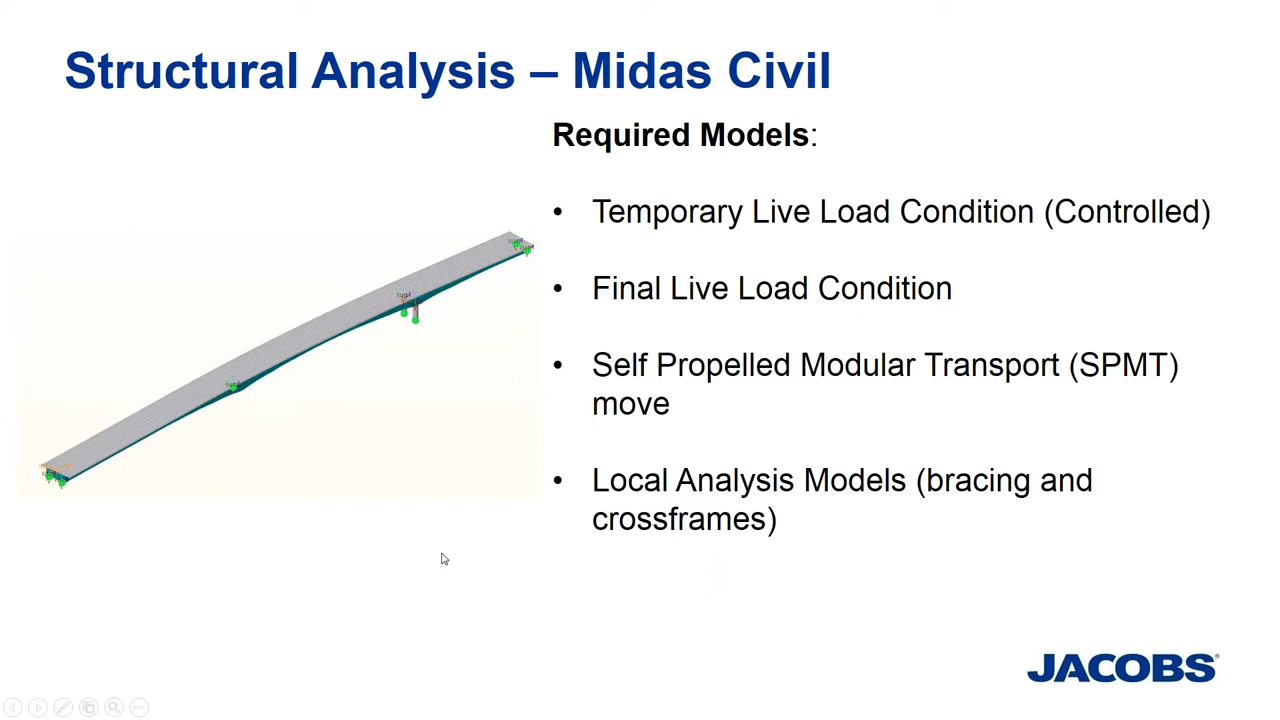 Structural Analysis – Midas Civil
Required Models:
• Temporary Live Load Condition (Controlled)
• Final Live Load Condition
• Self Propelled Modular Transport (SPMT)
move
• Local Analysis Models (bracing and
crossframes)
JACOBS®